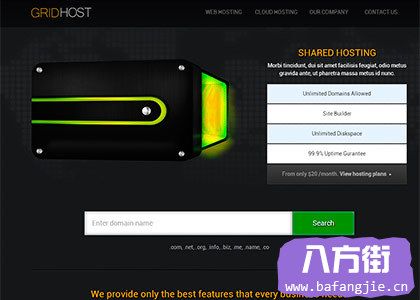 GRIDHOST
WEB HOSTING CLOUD HOSTING OUR COMPANY CONTACT US
SHARED HOSTING
Morbi tincidunt, dui sit amet facilisis feugiat, odio metus
gravida ante, ut pharetra massa metus id nunc.
Unlimited Domains Allowed
Site Builder
Unlimited Diskspace
99.9% Uptime Gurantee
From only $20 /month. View hosting plans
Enter domain name
Search
.com, .net, .org, .info, .biz, .me, .name, .co
We provide only the best features that every business
八方街
www.bafangjie.cn